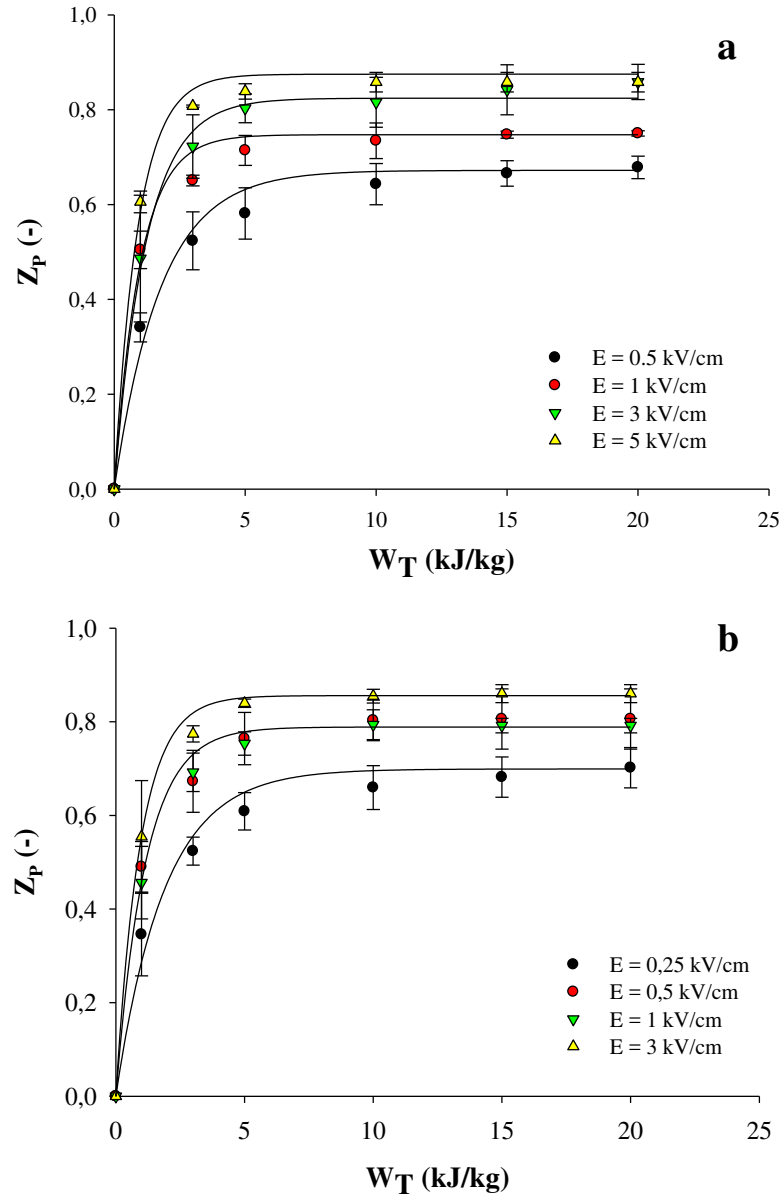 a
1,0
0,8
0,6
0,4
0,2
0,0
Z_P (-)
E = 0.5 kV/cm
E = 1 kV/cm
E = 3 kV/cm
E = 5 kV/cm
0 5 10 15 20 25
W_T (kJ/kg)
b
1,0
0,8
0,6
0,4
0,2
0,0
Z_P (-)
E = 0,25 kV/cm
E = 0,5 kV/cm
E = 1 kV/cm
E = 3 kV/cm
0 5 10 15 20 25
W_T (kJ/kg)